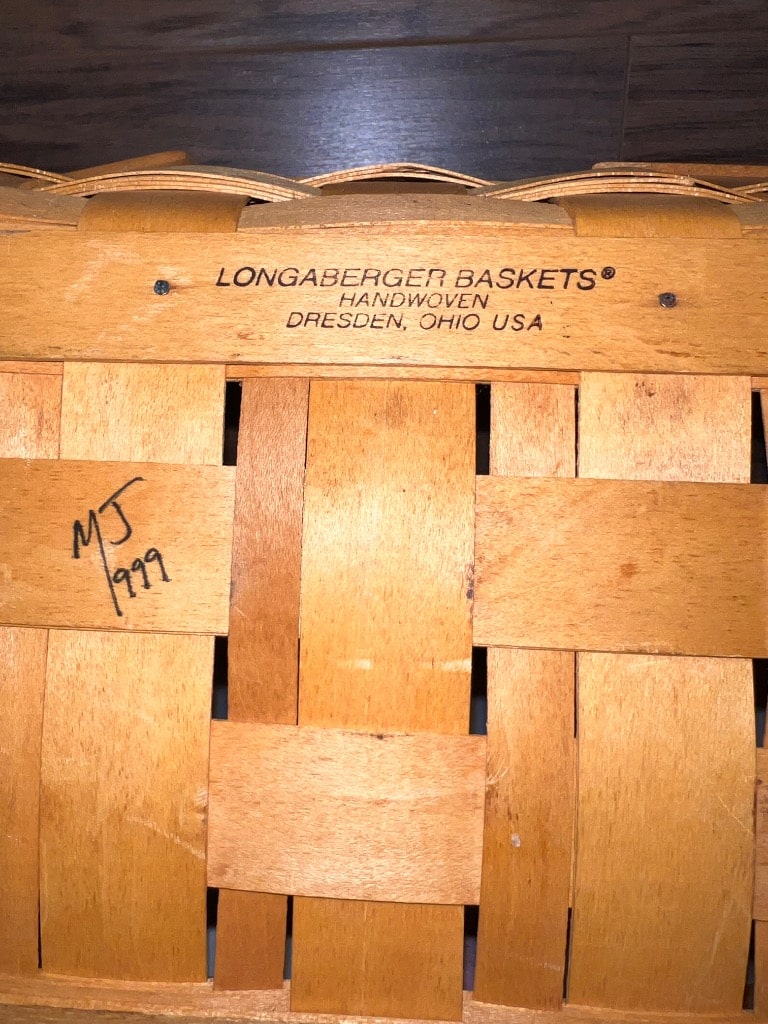 LONGABERGER BASKETS®
HANDWOVEN
DRESDEN, OHIO USA
MJ
1999